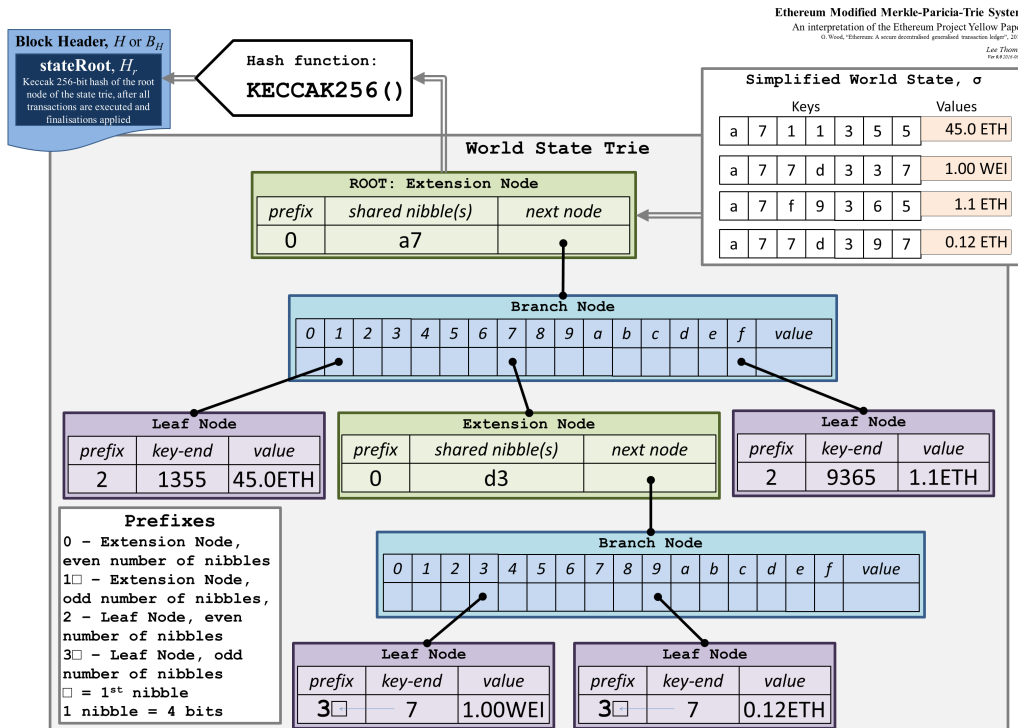 Ethereum Modified Merkle-Paricia-Trie System
An interpretation of the Ethereum Project Yellow Paper
G. Wood, "Ethereum: A secure decentralised generalised transaction ledger",
Lee Thomas
Block Header, H or B_H
stateRoot, H_r
Keccak 256-bit hash of the root
node of the state trie, after all
transactions are executed and
finalisations applied
Hash function:
KECCAK256()
Simplified World State, σ
Keys Values
a 7 1 1 3 5 5 45.0 ETH
a 7 7 d 3 3 7 1.00 WEI
a 7 f 9 3 6 5 1.1 ETH
a 7 7 d 3 9 7 0.12 ETH
World State Trie
ROOT: Extension Node
prefix shared nibble(s) next node
0 a7
Branch Node
0 1 2 3 4 5 6 7 8 9 a b c d e f value
Leaf Node
prefix key-end value
2 1355 45.0ETH
Extension Node
prefix shared nibble(s) next node
0 d3
Leaf Node
prefix key-end value
2 9365 1.1ETH
Branch Node
0 1 2 3 4 5 6 7 8 9 a b c d e f value
Leaf Node
prefix key-end value
3□ 7 1.00WEI
Leaf Node
prefix key-end value
3□ 7 0.12ETH
Prefixes
0 – Extension Node,
even number of nibbles
1□ – Extension Node,
odd number of nibbles,
2 – Leaf Node, even
number of nibbles
3□ – Leaf Node, odd
number of nibbles
□ = 1st nibble
1 nibble = 4 bits